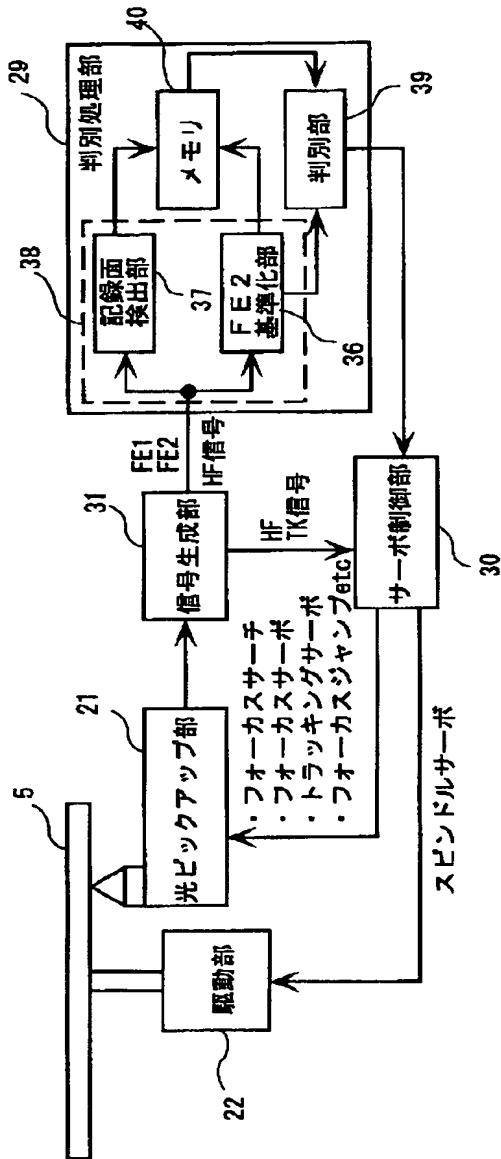 5
駆動部
22
光ピックアップ部
21
・フォーカスサーチ
・フォーカスサーボ
・トラッキングサーボ
・フォーカスジャンプetc
スピンドルサーボ
信号生成部
31
HF
TK信号
サーボ制御部
30
FE1
FE2
HF信号
38
記録面
検出部
37
FE2
基準化部
36
29
判別処理部
メモリ
40
判別部
39